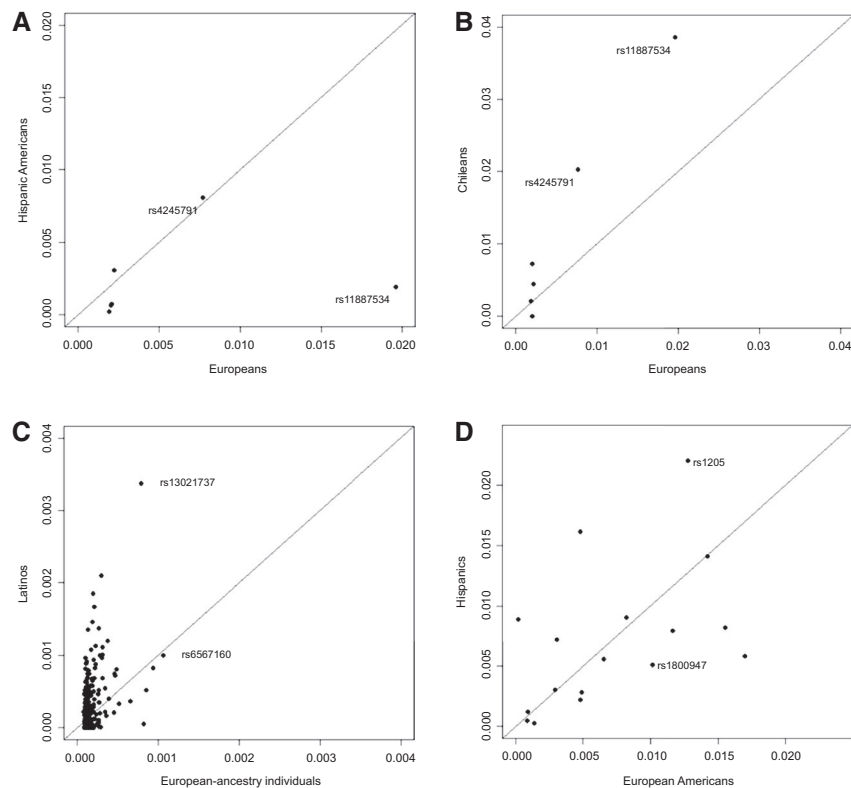 A
Hispanic Americans
0.020
0.015
0.010
0.005
0.000
rs4245791
rs11887534
0.000 0.005 0.010 0.015 0.020
Europeans
B
Chileans
0.04
0.03
0.02
0.01
0.00
rs11887534
rs4245791
0.00 0.01 0.02 0.03 0.04
Europeans
C
Latinos
0.004
0.003
0.002
0.001
0.000
rs13021737
rs6567160
0.000 0.001 0.002 0.003 0.004
European-ancestry individuals
D
Hispanics
0.020
0.015
0.010
0.005
0.000
rs1205
rs1800947
0.000 0.005 0.010 0.015 0.020
European Americans